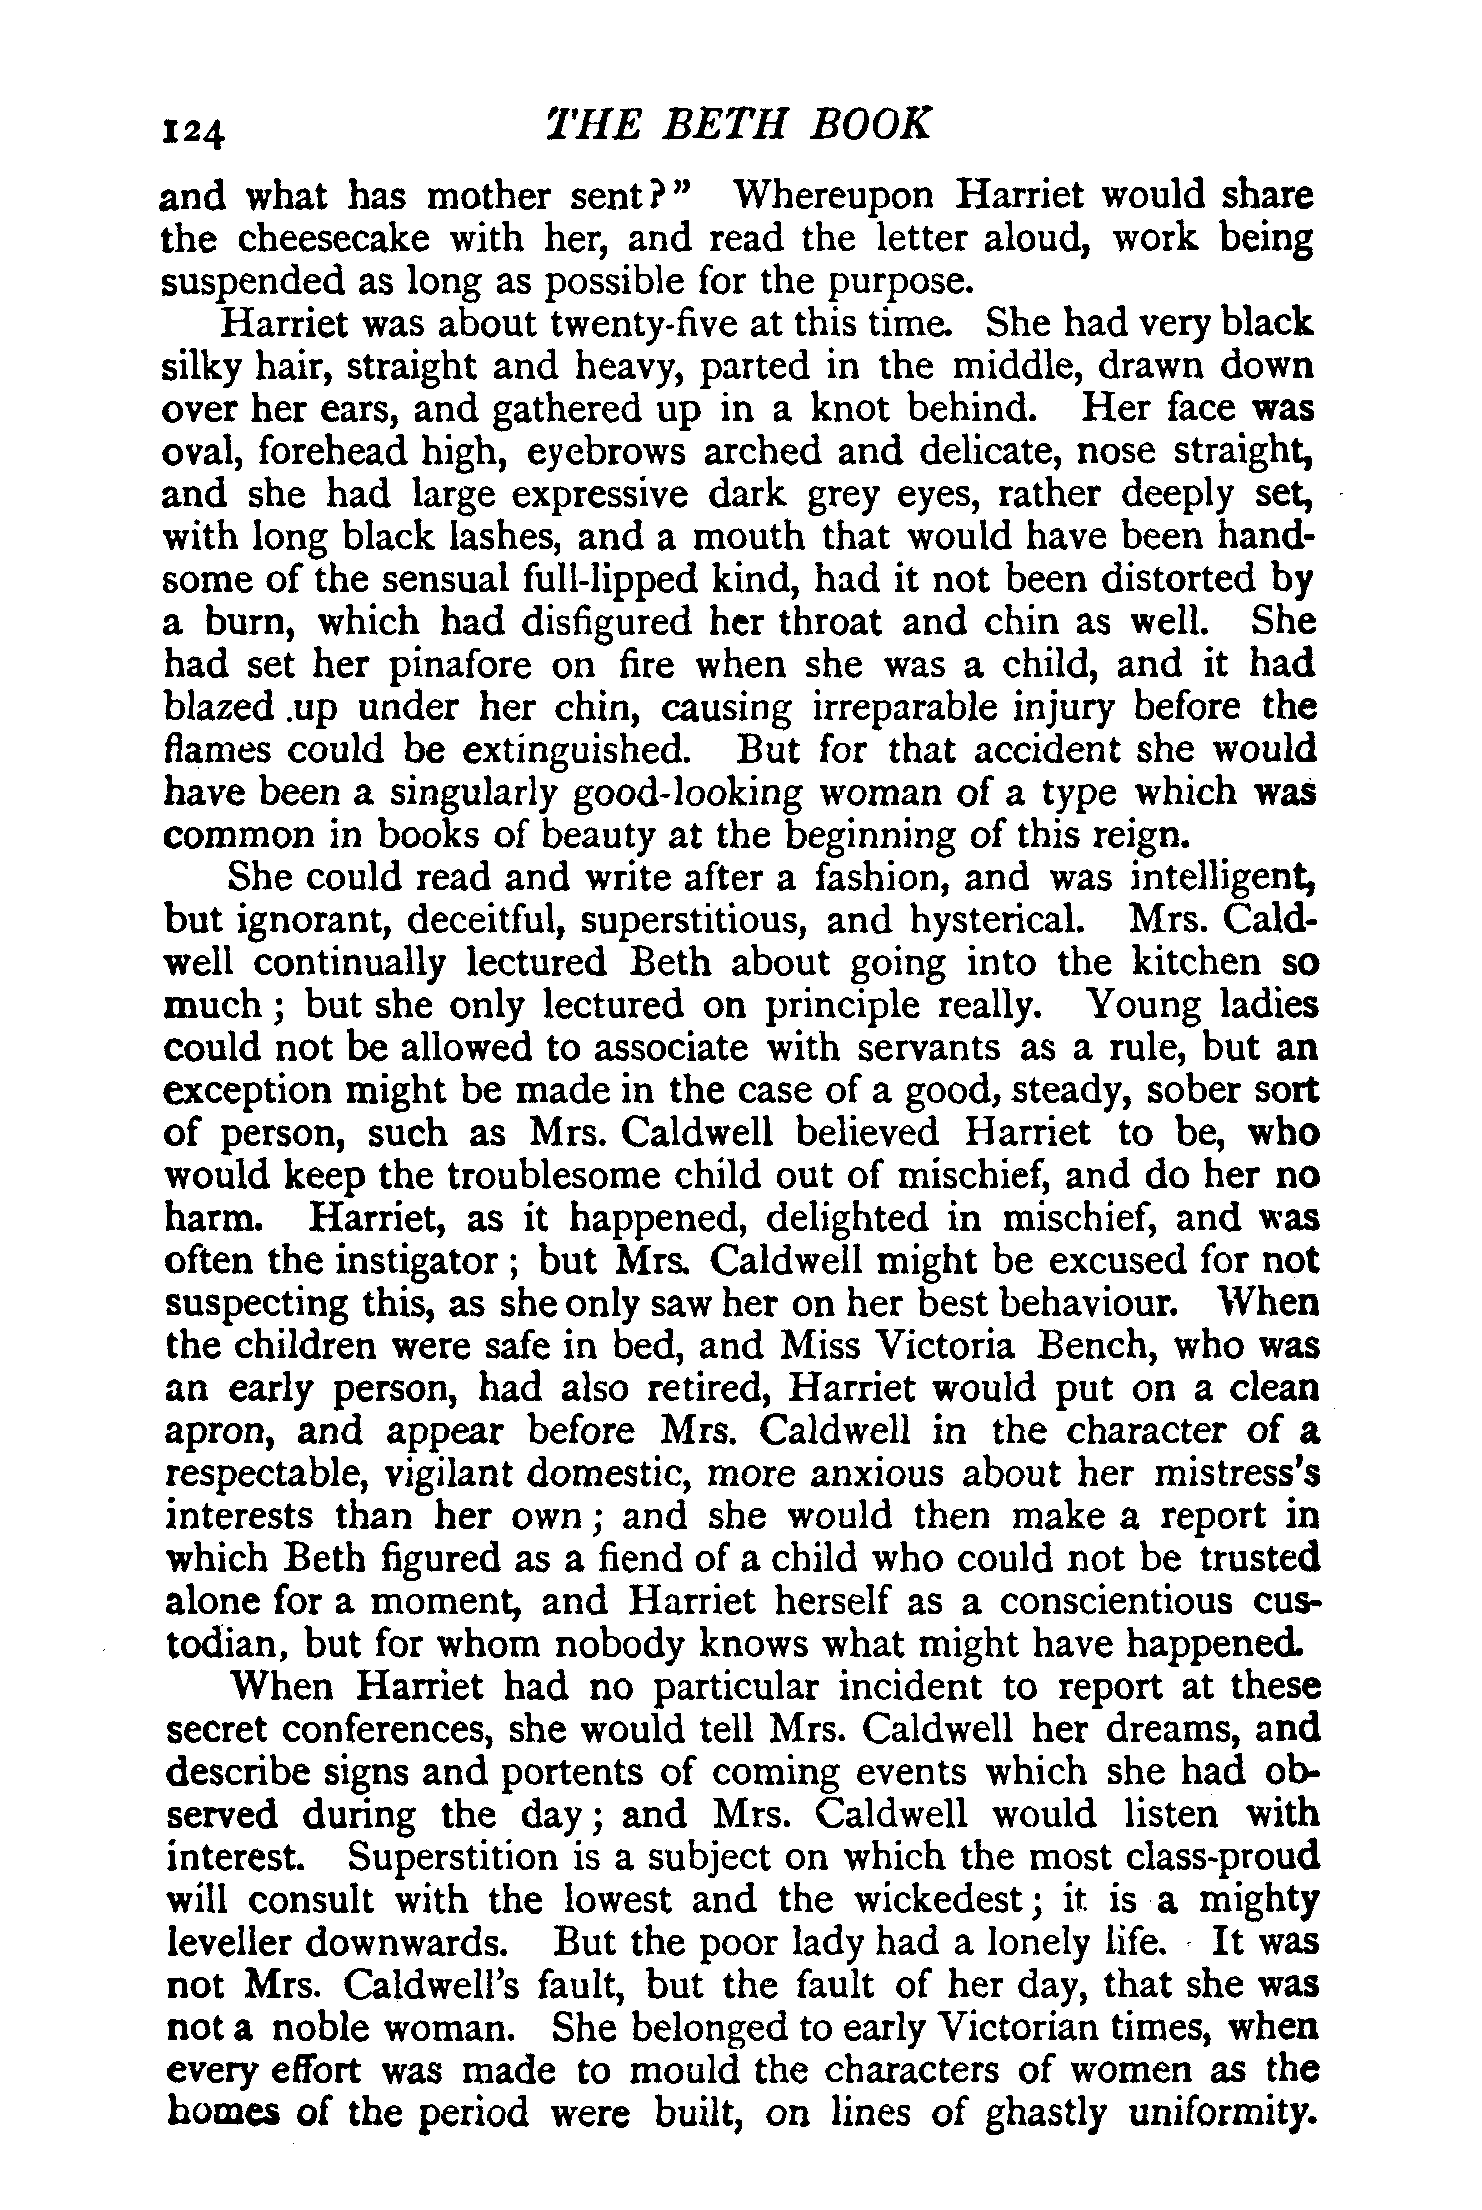 124 THE BETH BOOK
and what has mother sent?" Whereupon Harriet would share
the cheesecake with her, and read the letter aloud, work being
suspended as long as possible for the purpose.
Harriet was about twenty-five at this time. She had very black
silky hair, straight and heavy, parted in the middle, drawn down
over her ears, and gathered up in a knot behind. Her face was
oval, forehead high, eyebrows arched and delicate, nose straight,
and she had large expressive dark grey eyes, rather deeply set,
with long black lashes, and a mouth that would have been hand-
some of the sensual full-lipped kind, had it not been distorted by
a burn, which had disfigured her throat and chin as well. She
had set her pinafore on fire when she was a child, and it had
blazed .up under her chin, causing irreparable injury before the
flames could be extinguished. But for that accident she would
have been a singularly good-looking woman of a type which was
common in books of beauty at the beginning of this reign.
She could read and write after a fashion, and was intelligent,
but ignorant, deceitful, superstitious, and hysterical. Mrs. Cald-
well continually lectured Beth about going into the kitchen so
much ; but she only lectured on principle really. Young ladies
could not be allowed to associate with servants as a rule, but an
exception might be made in the case of a good, steady, sober sort
of person, such as Mrs. Caldwell believed Harriet to be, who
would keep the troublesome child out of mischief, and do her no
harm. Harriet, as it happened, delighted in mischief, and was
often the instigator ; but Mrs. Caldwell might be excused for not
suspecting this, as she only saw her on her best behaviour. When
the children were safe in bed, and Miss Victoria Bench, who was
an early person, had also retired, Harriet would put on a clean
apron, and appear before Mrs. Caldwell in the character of a
respectable, vigilant domestic, more anxious about her mistress's
interests than her own ; and she would then make a report in
which Beth figured as a fiend of a child who could not be trusted
alone for a moment, and Harriet herself as a conscientious cus-
todian, but for whom nobody knows what might have happened.
When Harriet had no particular incident to report at these
secret conferences, she would tell Mrs. Caldwell her dreams, and
describe signs and portents of coming events which she had ob-
served during the day ; and Mrs. Caldwell would listen with
interest. Superstition is a subject on which the most class-proud
will consult with the lowest and the wickedest ; it is a mighty
leveller downwards. But the poor lady had a lonely life. It was
not Mrs. Caldwell's fault, but the fault of her day, that she was
not a noble woman. She belonged to early Victorian times, when
every effort was made to mould the characters of women as the
homes of the period were built, on lines of ghastly uniformity.